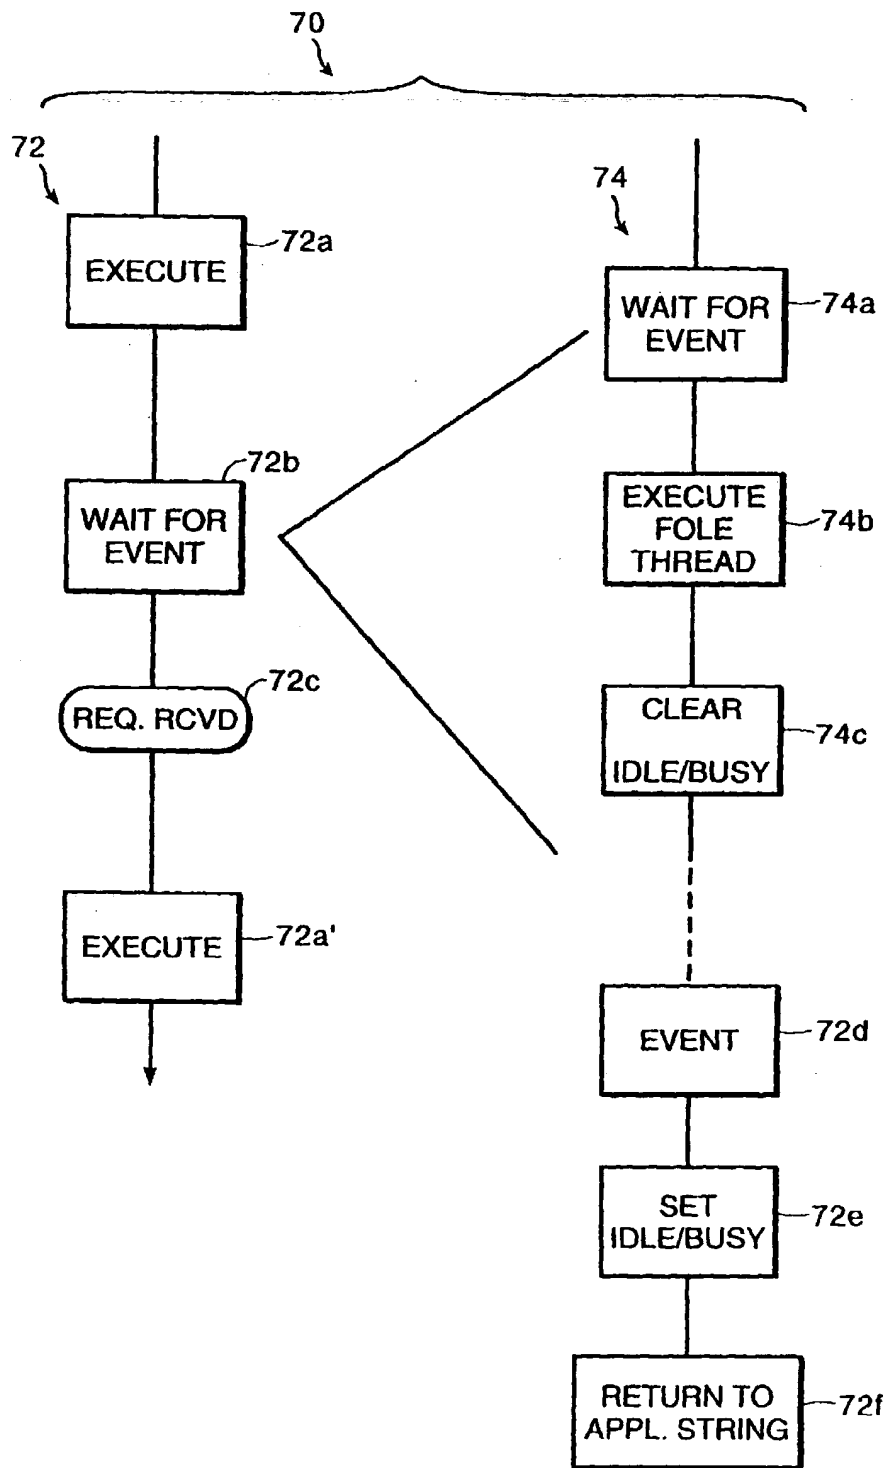 70
72
EXECUTE
72a
72b
WAIT FOR
EVENT
72c
REQ. RCVD
EXECUTE
72a'
74
WAIT FOR
EVENT
74a
EXECUTE
FOLE
THREAD
74b
CLEAR
IDLE/BUSY
74c
EVENT
72d
SET
IDLE/BUSY
72e
RETURN TO
APPL. STRING
72f